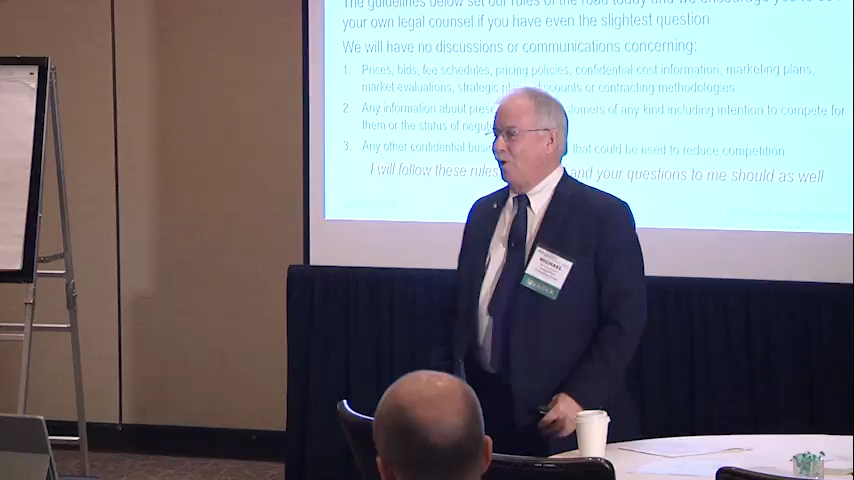 The guidelines below set our rules of the road today and we encourage you to
your own legal counsel if you have even the slightest question
We will have no discussions or communications concerning:
1. Prices, bids, fee schedules, pricing policies, confidential cost information, marketing plans,
market evaluations, strategic accounts or contracting methodologies
2. Any information about customers of any kind including intention to compete for
them or the status of
3. Any other confidential that could be used to reduce competition
I will follow these rules and your questions to me should as well
MICHAEL